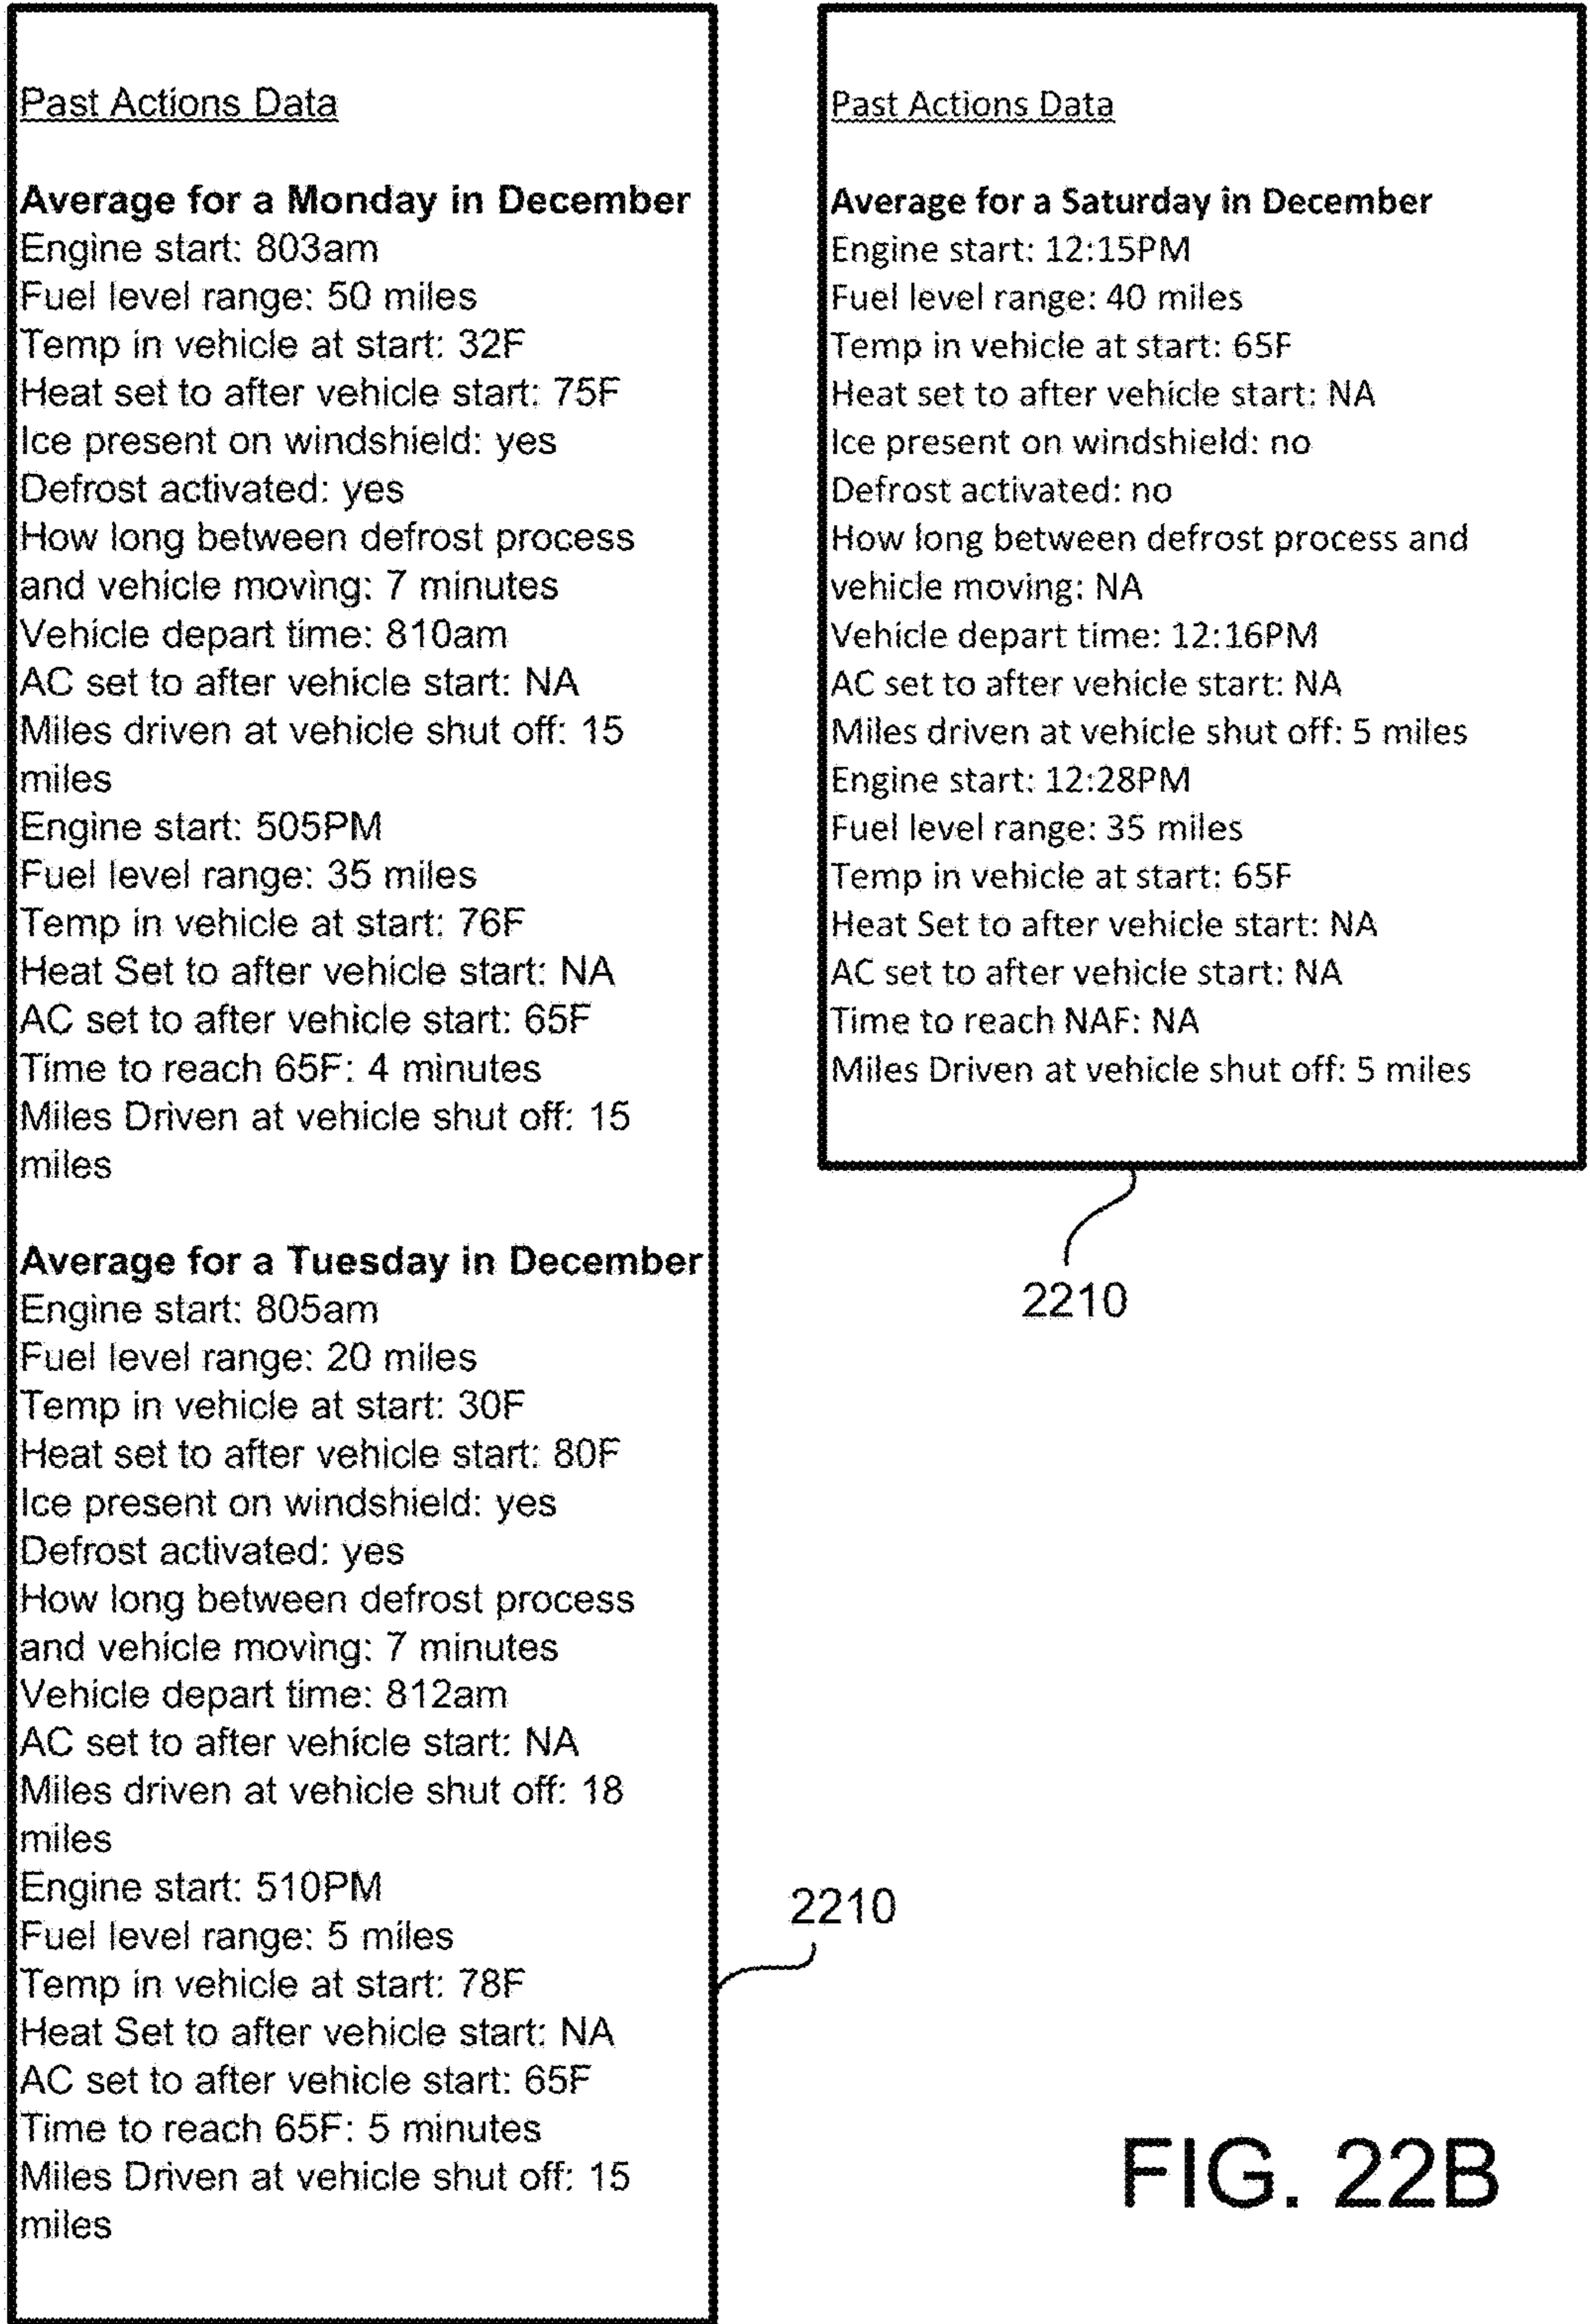 Past Actions Data
Average for a Monday in December
Engine start: 803am
Fuel level range: 50 miles
Temp in vehicle at start: 32F
Heat set to after vehicle start: 75F
Ice present on windshield: yes
Defrost activated: yes
How long between defrost process
and vehicle moving: 7 minutes
Vehicle depart time: 810am
AC set to after vehicle start: NA
Miles driven at vehicle shut off: 15
miles
Engine start: 505PM
Fuel level range: 35 miles
Temp in vehicle at start: 76F
Heat Set to after vehicle start: NA
AC set to after vehicle start: 65F
Time to reach 65F: 4 minutes
Miles Driven at vehicle shut off: 15
miles
Average for a Tuesday in December
Engine start: 805am
Fuel level range: 20 miles
Temp in vehicle at start: 30F
Heat set to after vehicle start: 80F
Ice present on windshield: yes
Defrost activated: yes
How long between defrost process
and vehicle moving: 7 minutes
Vehicle depart time: 812am
AC set to after vehicle start: NA
Miles driven at vehicle shut off: 18
miles
Engine start: 510PM
Fuel level range: 5 miles
Temp in vehicle at start: 78F
Heat Set to after vehicle start: NA
AC set to after vehicle start: 65F
Time to reach 65F: 5 minutes
Miles Driven at vehicle shut off: 15
miles
2210
Past Actions Data
Average for a Saturday in December
Engine start: 12:15PM
Fuel level range: 40 miles
Temp in vehicle at start: 65F
Heat set to after vehicle start: NA
Ice present on windshield: no
Defrost activated: no
How long between defrost process and
vehicle moving: NA
Vehicle depart time: 12:16PM
AC set to after vehicle start: NA
Miles driven at vehicle shut off: 5 miles
Engine start: 12:28PM
Fuel level range: 35 miles
Temp in vehicle at start: 65F
Heat Set to after vehicle start: NA
AC set to after vehicle start: NA
Time to reach NAF: NA
Miles Driven at vehicle shut off: 5 miles
2210
FIG. 22B